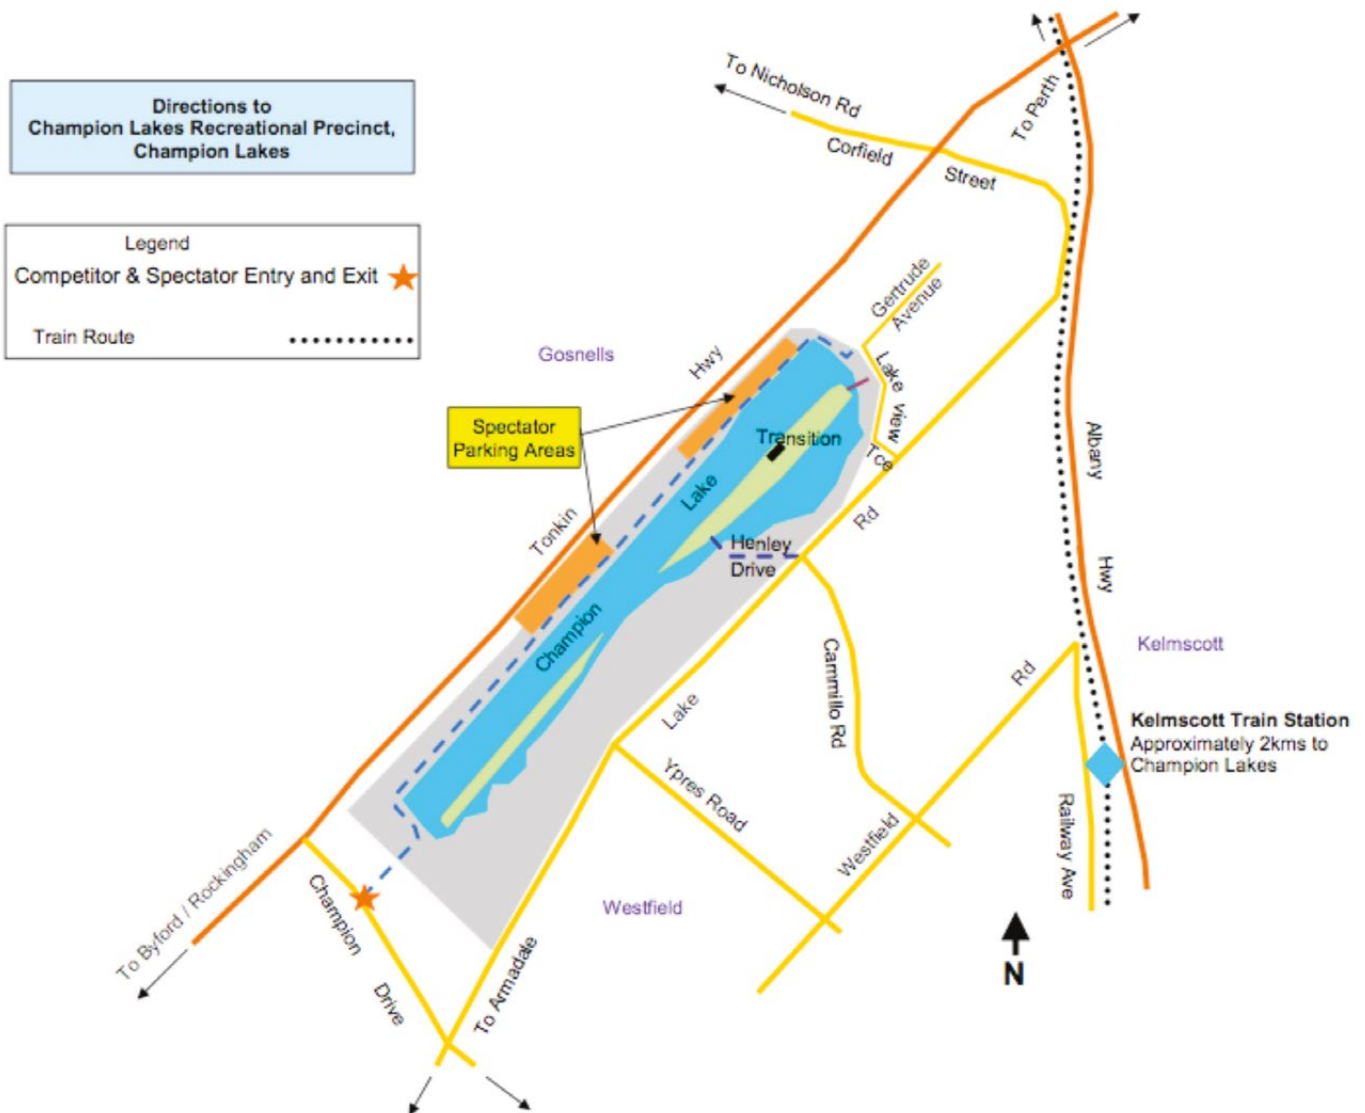 Directions to
Champion Lakes Recreational Precinct,
Champion Lakes
Legend
Competitor & Spectator Entry and Exit
Train Route
To Nicholson Rd
Corfield
Street
To Perth
Gertrude
Avenue
Gosnells
Hwy
Lake view
Tce
Spectator
Parking Areas
Transition
Lake
Tonkin
Rd
Henley
Drive
Albany
Hwy
Champion
Cammillo Rd
Rd
Kelmscott
Lake
Kelmscott Train Station
Approximately 2kms to
Champion Lakes
Ypres Road
Westfield
Railway Ave
To Byford / Rockingham
Champion
Drive
Westfield
To Armadale
N